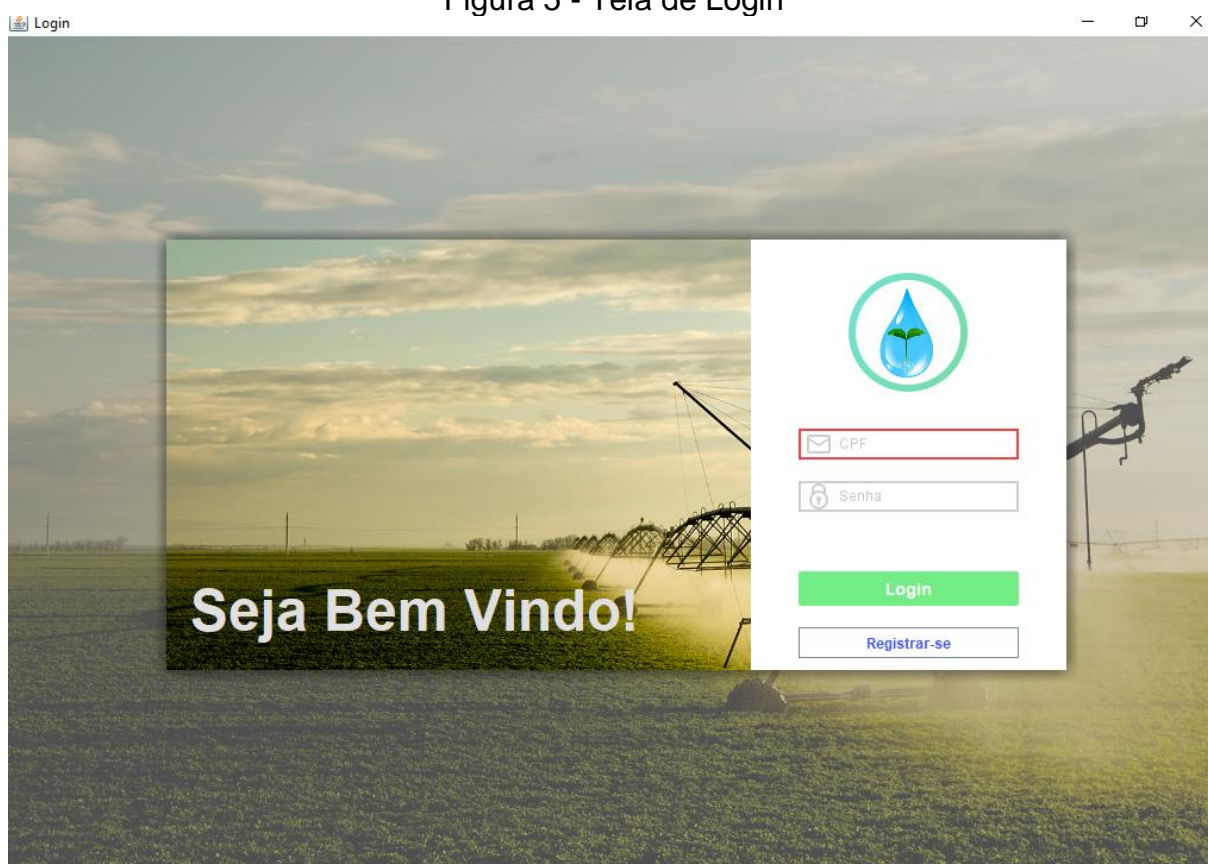 Figura 5 - Tela de Login
Login
CPF
Senha
Login
Seja Bem Vindo!
Registrar-se